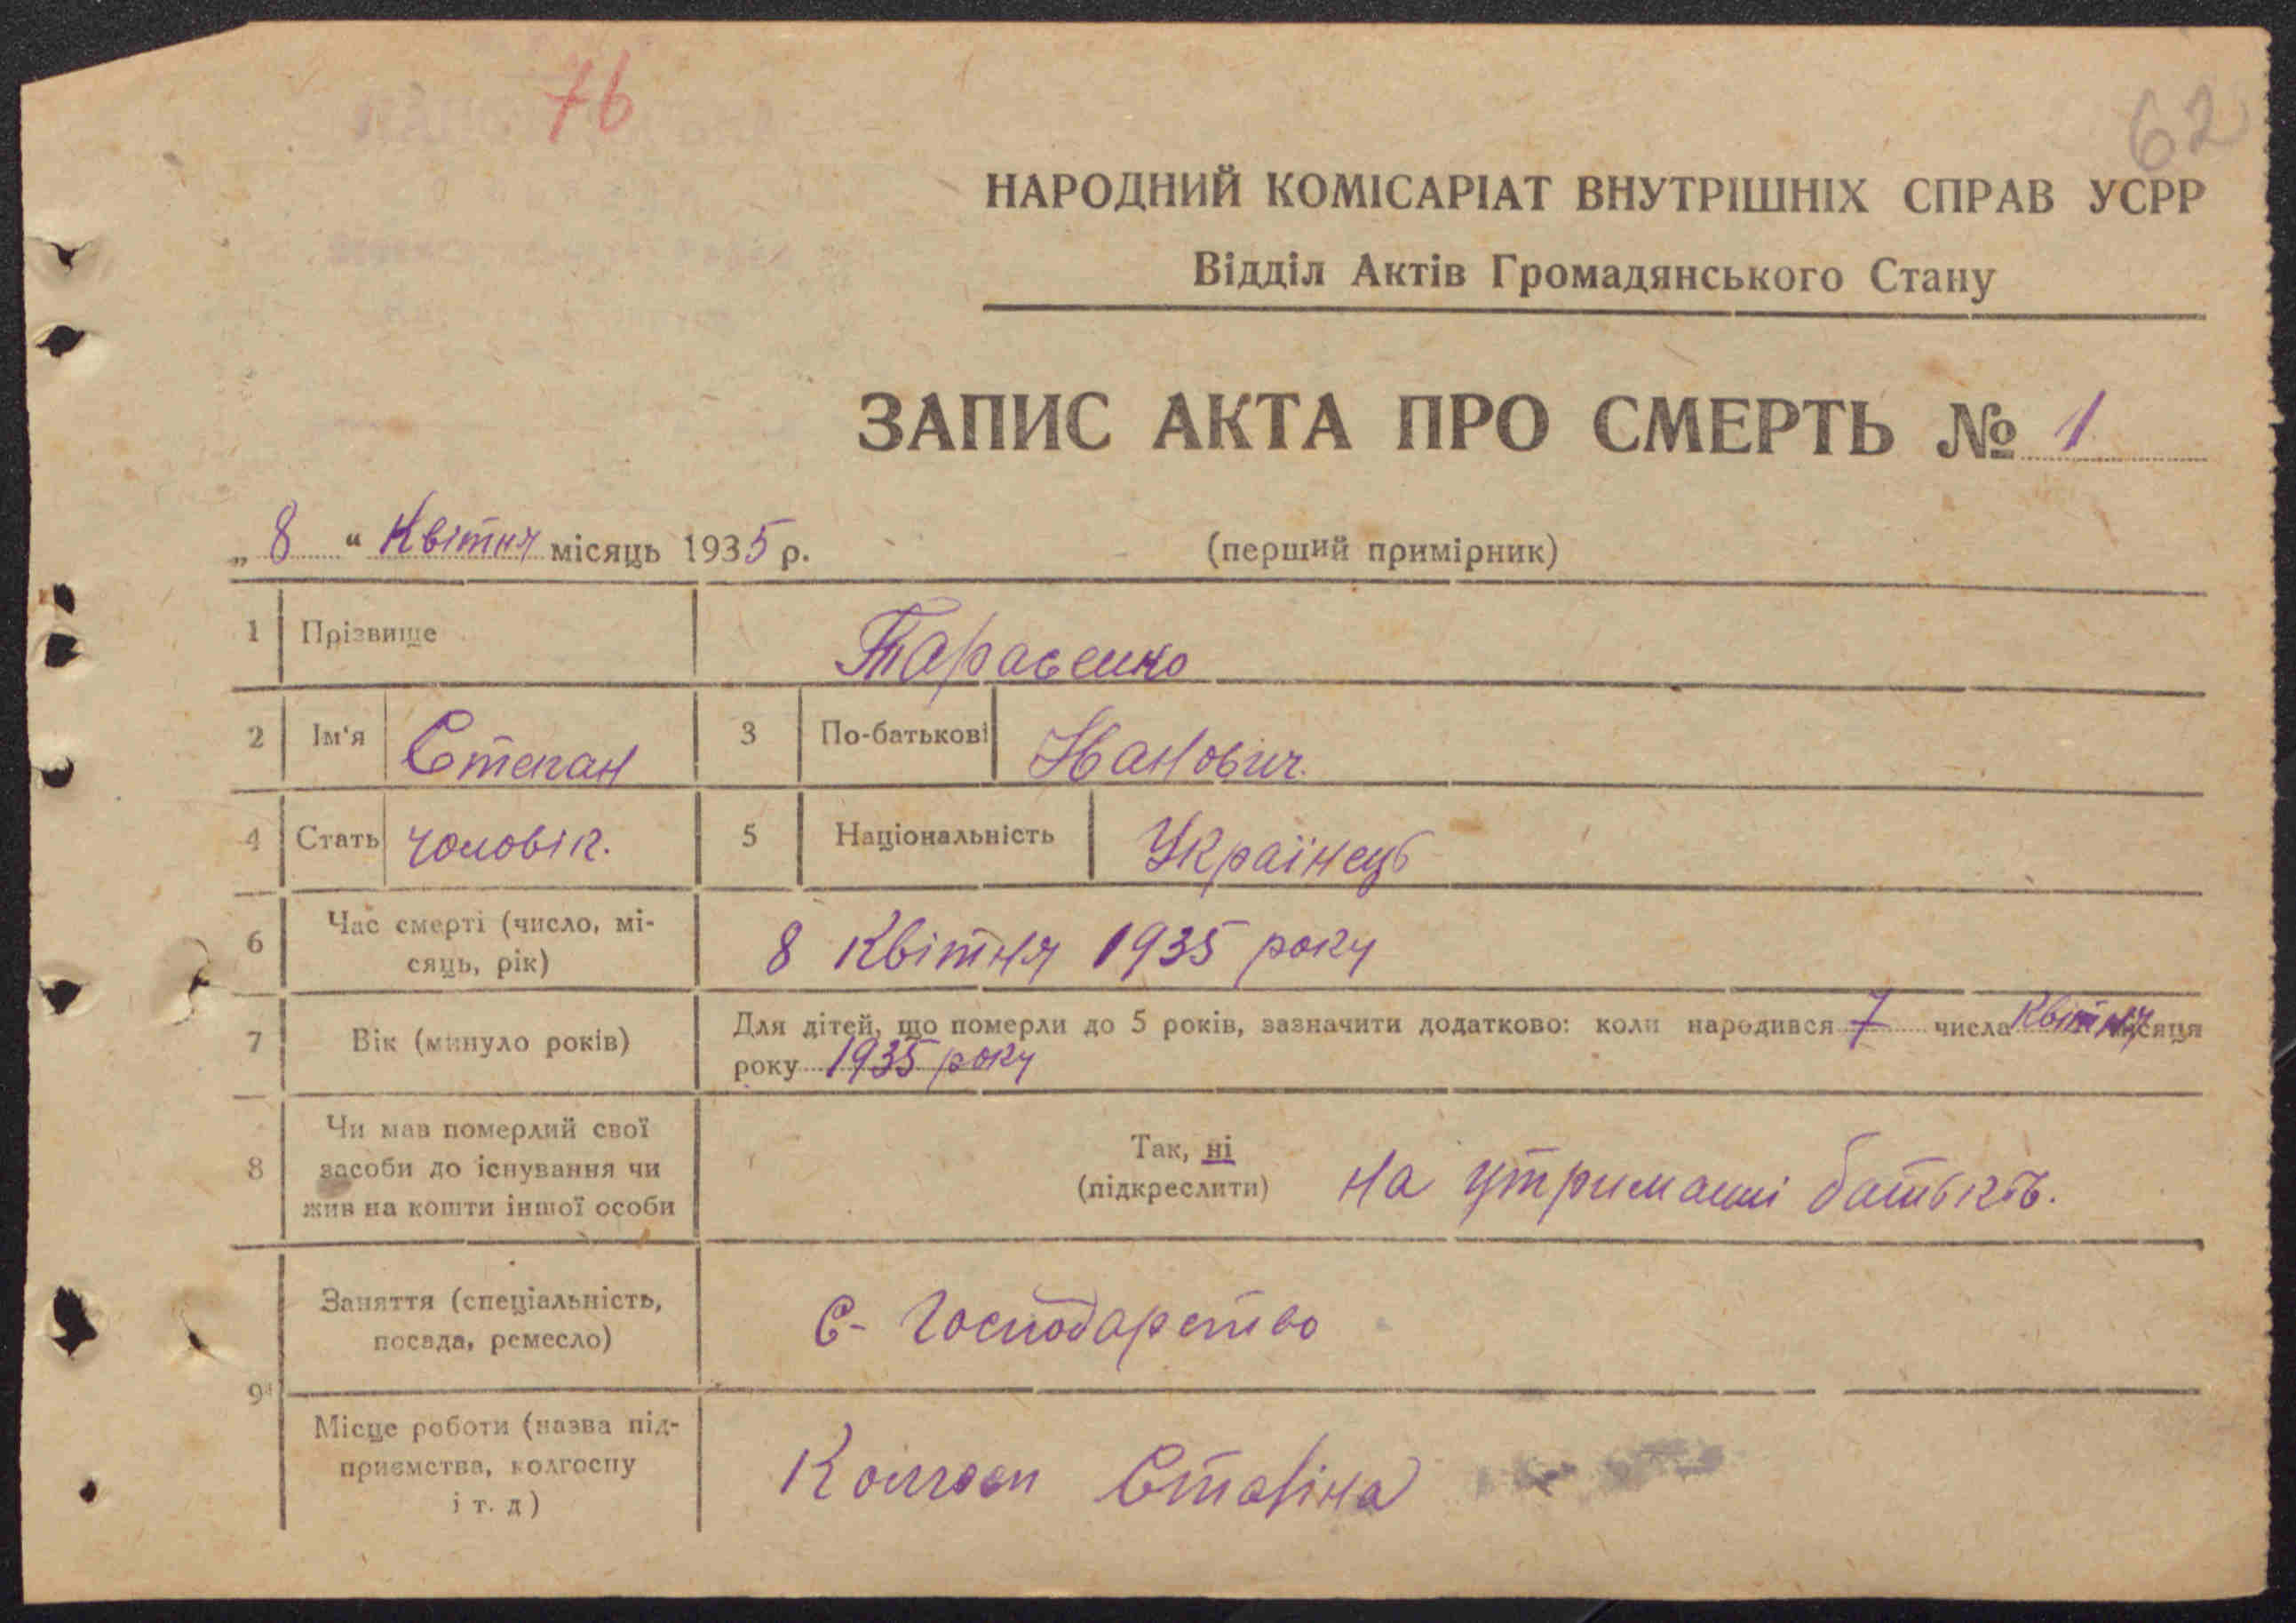 76
62
НАРОДНИЙ КОМІСАРІАТ ВНУТРІШНІХ СПРАВ УСРР
Відділ Актів Громадянського Стану
ЗАПИС АКТА ПРО СМЕРТЬ № 1
„ 8 “ Квітня місяць 1935 р.
(перший примірник)
1 Прізвище Тарасенко
2 Ім‘я Степан 3 По-батькові Іванович
4 Стать чоловік. 5 Національність Українець
6 Час смерті (число, мі-
сяць, рік) 8 Квітня 1935 року
7 Вік (минуло років) Для дітей, що померли до 5 років, зазначити додатково: коли народився 7 числа Квітня місяця
року 1935 року
8 Чи мав померлий свої
засоби до існування чи
жив на кошти іншої особи
Так, ні
(підкреслити) на утриманні батьків.
9 Заняття (спеціальність,
посада, ремесло) С-господарство
Місце роботи (назва під-
приємства, колгоспу
і т. д) Колгосп Сталіна